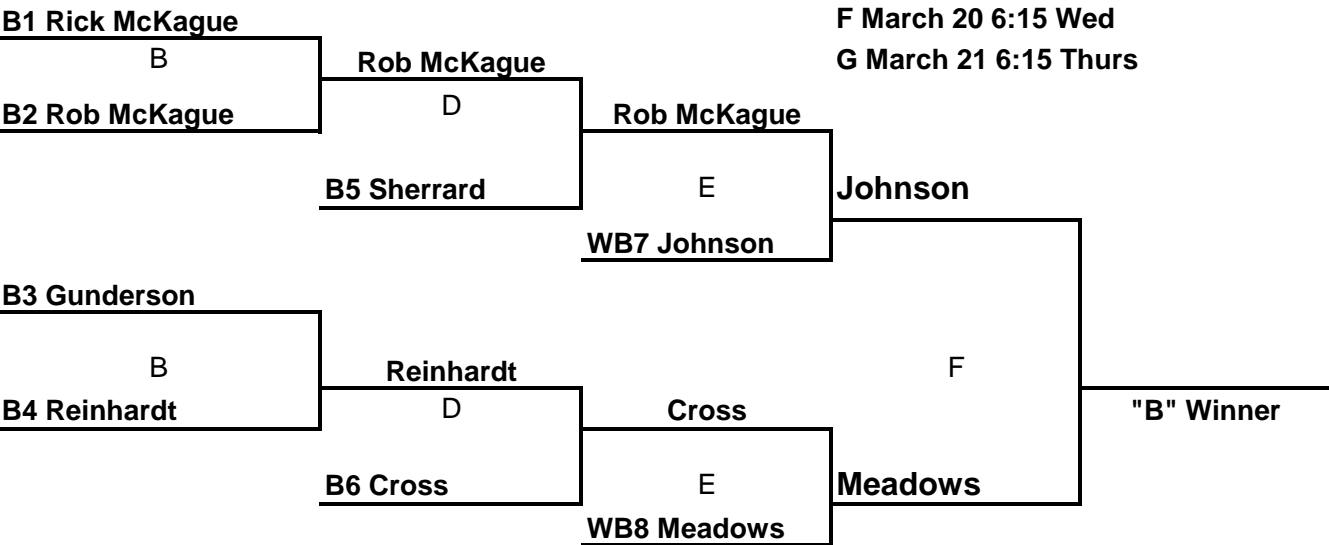 B1 Rick McKague
F March 20 6:15 Wed
B
Rob McKague
G March 21 6:15 Thurs
B2 Rob McKague
D
Rob McKague
B5 Sherrard
E
Johnson
WB7 Johnson
B3 Gunderson
B
Reinhardt
F
B4 Reinhardt
D
Cross
"B" Winner
B6 Cross
E
Meadows
WB8 Meadows